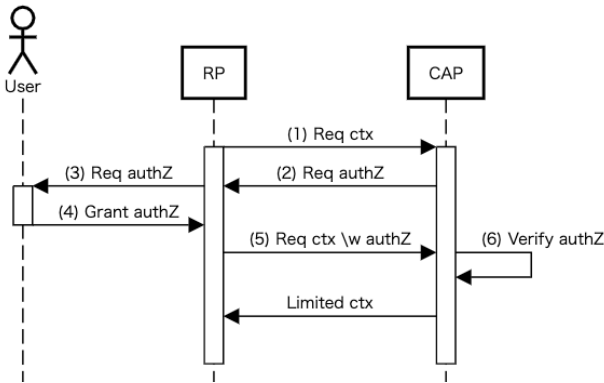 User
RP
CAP
(1) Req ctx
(3) Req authZ
(2) Req authZ
(4) Grant authZ
(5) Req ctx \w authZ
(6) Verify authZ
Limited ctx